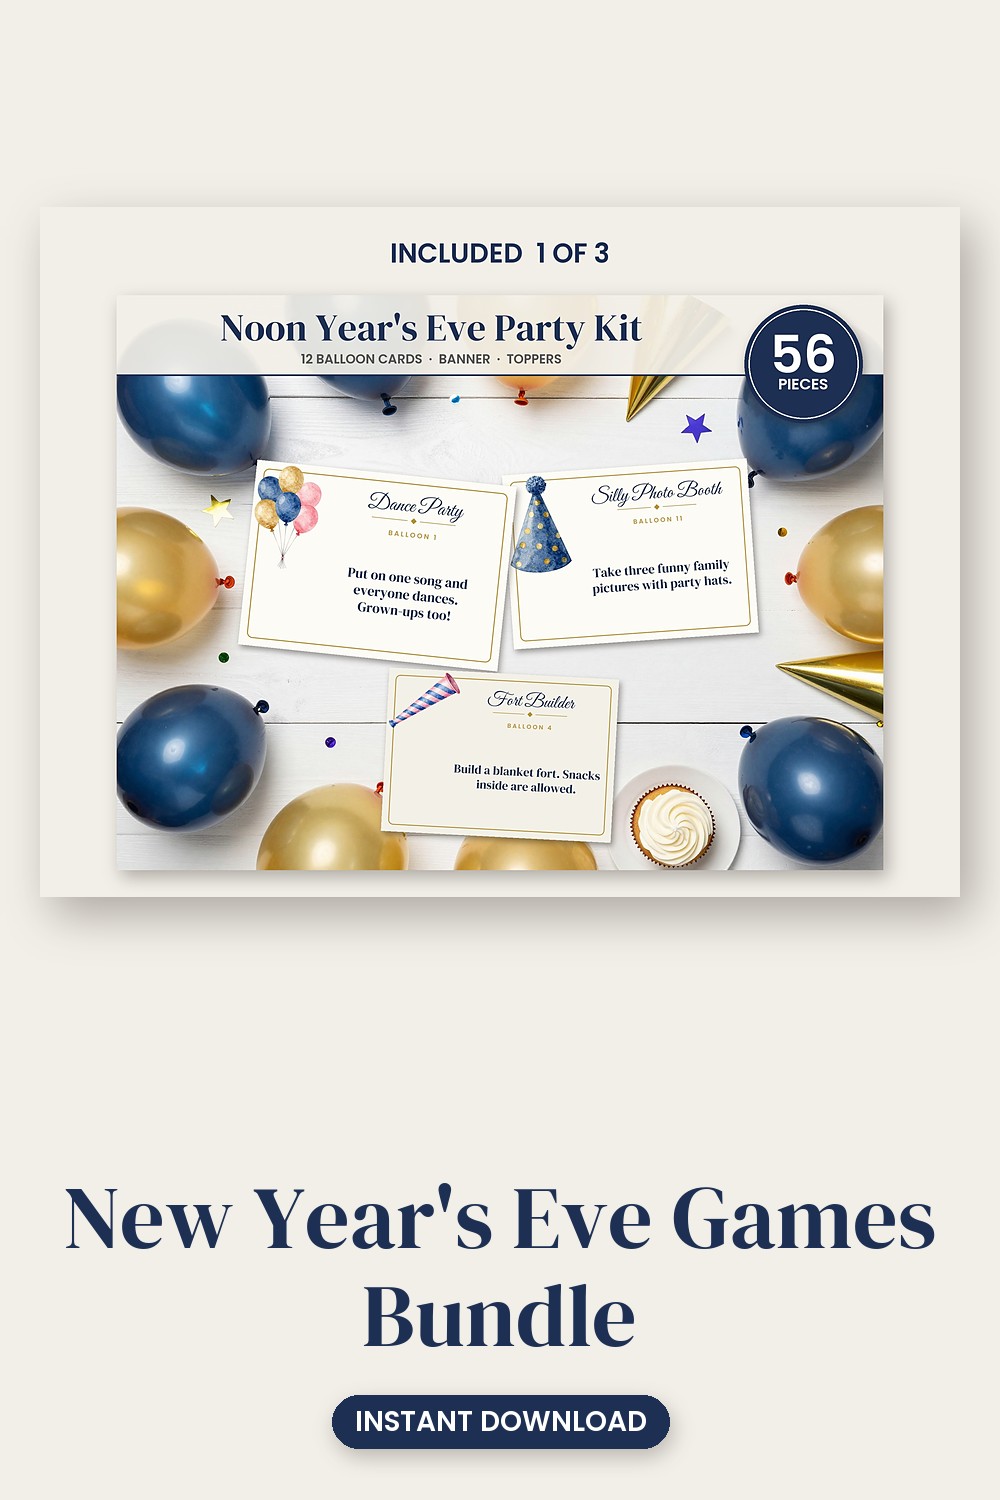 INCLUDED 1 OF 3
Noon Year's Eve Party Kit
12 BALLOON CARDS · BANNER · TOPPERS
56
PIECES
Dance Party
BALLOON 1
Put on one song and
everyone dances.
Grown-ups too!
Silly Photo Booth
BALLOON 11
Take three funny family
pictures with party hats.
Fort Builder
BALLOON 4
Build a blanket fort. Snacks
inside are allowed.
New Year's Eve Games
Bundle
INSTANT DOWNLOAD